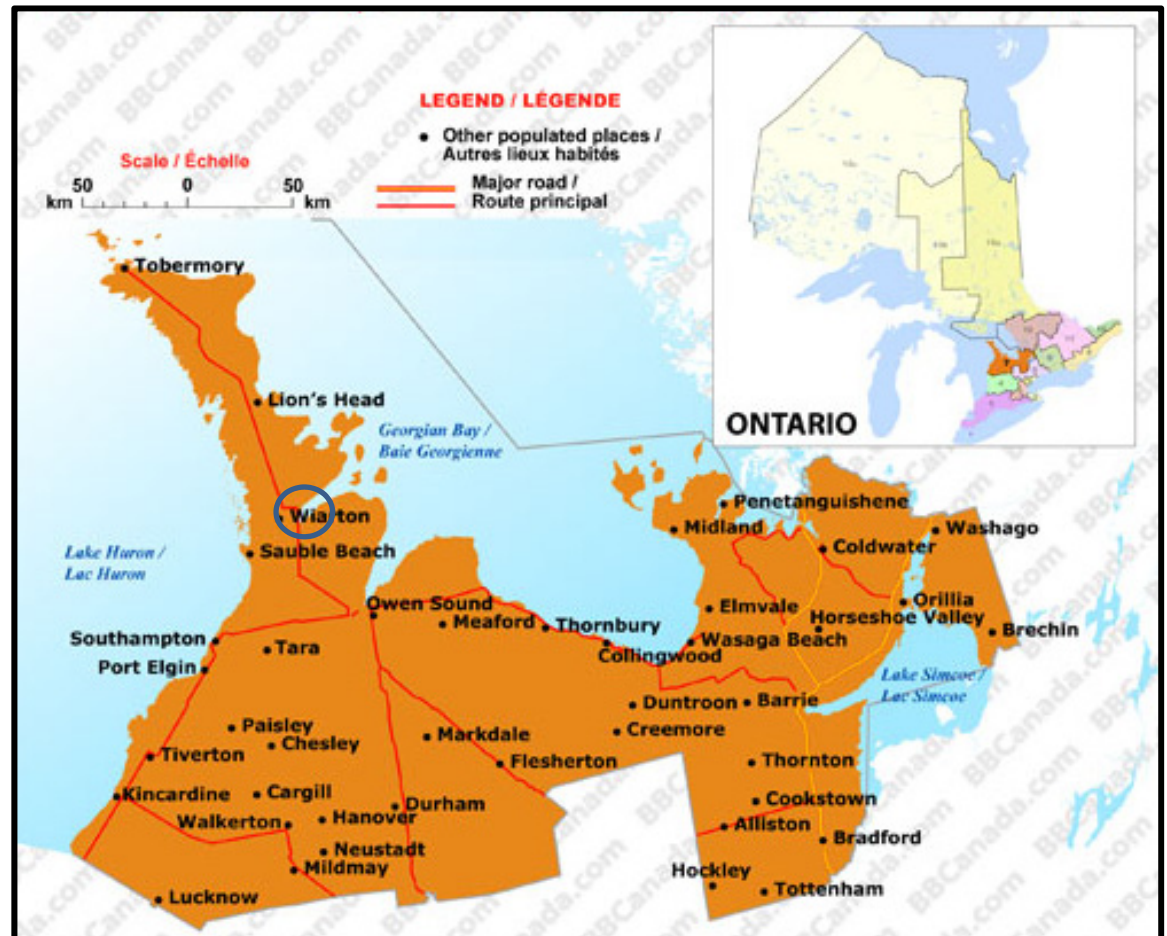 LEGEND / LÉGENDE
Other populated places /
Autres lieux habités
Scale / Échelle
50 0 50
km km
Major road /
Route principal
ONTARIO
Tobermory
Lion's Head
Georgian Bay /
Baie Georgienne
Wiarton
Sauble Beach
Lake Huron /
Lac Huron
Penetanguishene
Midland
Washago
Coldwater
Owen Sound
Meaford
Thornbury
Elmvale
Orillia
Horseshoe Valley
Brechin
Southampton
Tara
Collingwood
Wasaga Beach
Port Elgin
Lake Simcoe /
Lac Simcoe
Duntroon
Barrie
Creemore
Paisley
Chesley
Markdale
Tiverton
Flesherton
Thornton
Kincardine
Cargill
Durham
Cookstown
Walkerton
Hanover
Alliston
Bradford
Neustadt
Mildmay
Hockley
Tottenham
Lucknow
BBCanada.com